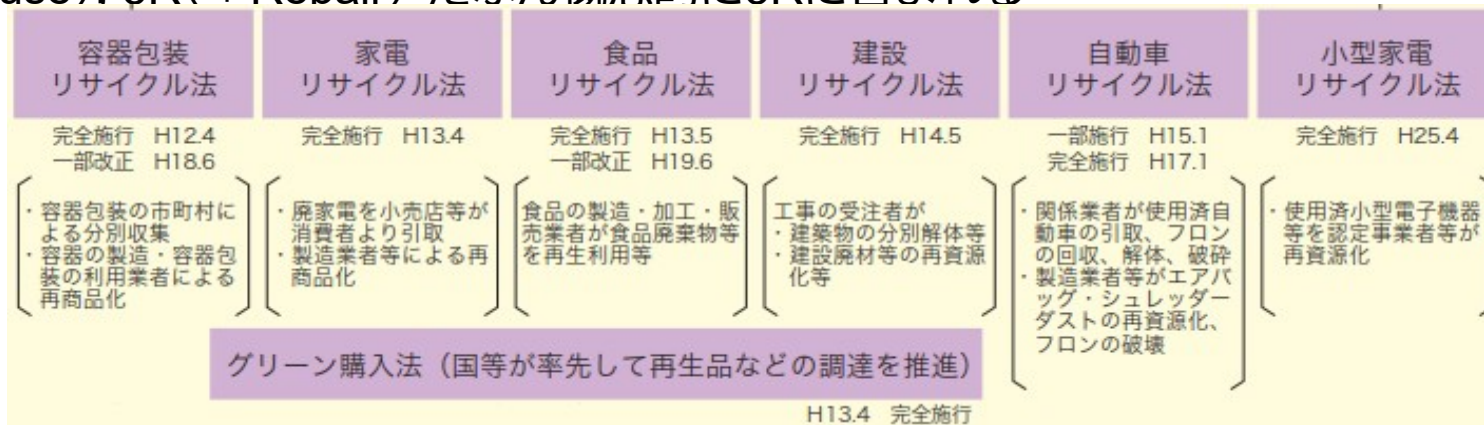 容器包装
リサイクル法
完全施行 H12.4
一部改正 H18.6
・容器包装の市町村に
よる分別収集
・容器の製造・容器包
装の利用業者による
再商品化
家電
リサイクル法
完全施行 H13.4
・廃家電を小売店等が
消費者より引取
・製造業者等による再
商品化
食品
リサイクル法
完全施行 H13.5
一部改正 H19.6
食品の製造・加工・販
売業者が食品廃棄物等
を再生利用等
建設
リサイクル法
完全施行 H14.5
工事の受注者が
・建築物の分別解体等
・建設廃材等の再資源
化等
自動車
リサイクル法
一部施行 H15.1
完全施行 H17.1
・関係業者が使用済自
動車の引取、フロン
の回収、解体、破砕
・製造業者等がエアバ
ッグ・シュレッダー
ダストの再資源化、
フロンの破壊
小型家電
リサイクル法
完全施行 H25.4
・使用済小型電子機器
等を認定事業者等が
再資源化
グリーン購入法（国等が率先して再生品などの調達を推進）
H13.4 完全施行